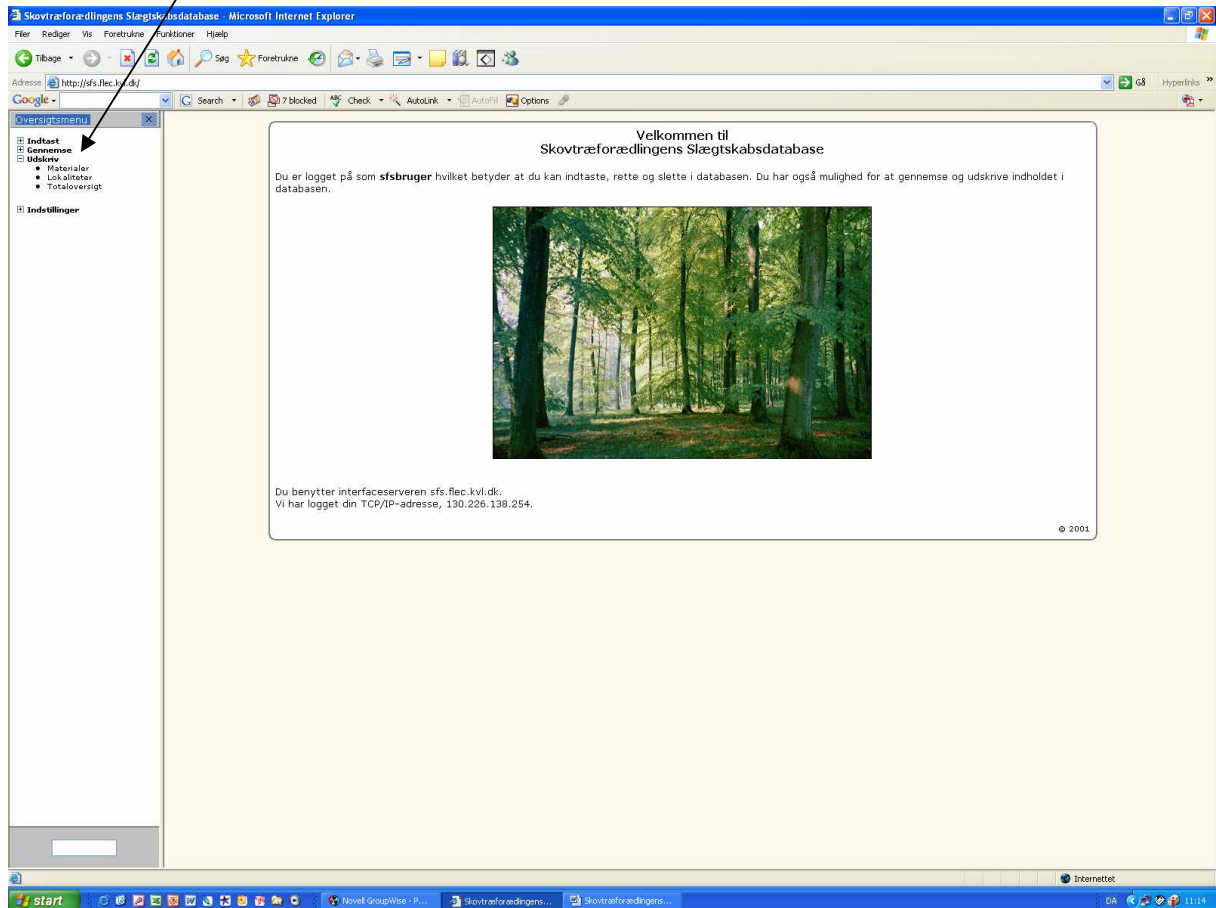 Skovtræforædlingens Slægtskabsdatabase - Microsoft Internet Explorer
Filer Rediger Vis Foretrukne Funktioner Hjælp
Tilbage Søg Foretrukne
Adresse http://sfs.flec.kvl.dk/ Gå Hyperlinks »
Google Search 7 blocked Check AutoLink AutoFill Options
Oversigtsmenu
Indtast
Gennemse
Udskriv
Materialer
Lokaliteter
Totaloversigt
Indstillinger
Velkommen til
Skovtræforædlingens Slægtskabsdatabase
Du er logget på som sfsbruger hvilket betyder at du kan indtaste, rette og slette i databasen. Du har også mulighed for at gennemse og udskrive indholdet i
databasen.
Du benytter interfaceserveren sfs.flec.kvl.dk.
Vi har logget din TCP/IP-adresse, 130.226.138.254.
© 2001
Internettet
start Novell GroupWise - P... Skovtræforædlingens... Skovtræforædlingens... DA 11:14